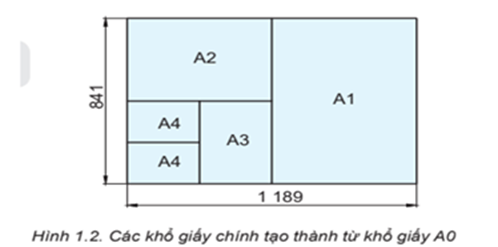 A2
A1
841
A4
A3
A4
1 189
Hình 1.2. Các khổ giấy chính tạo thành từ khổ giấy A0